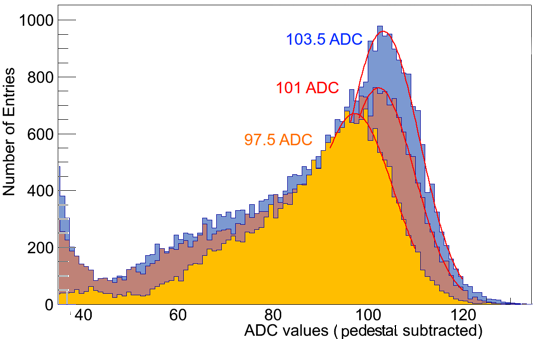 1000
800
600
400
200
0
Number of Entries
103.5 ADC
101 ADC
97.5 ADC
40 60 80 100 120
ADC values ( pedestal subtracted)